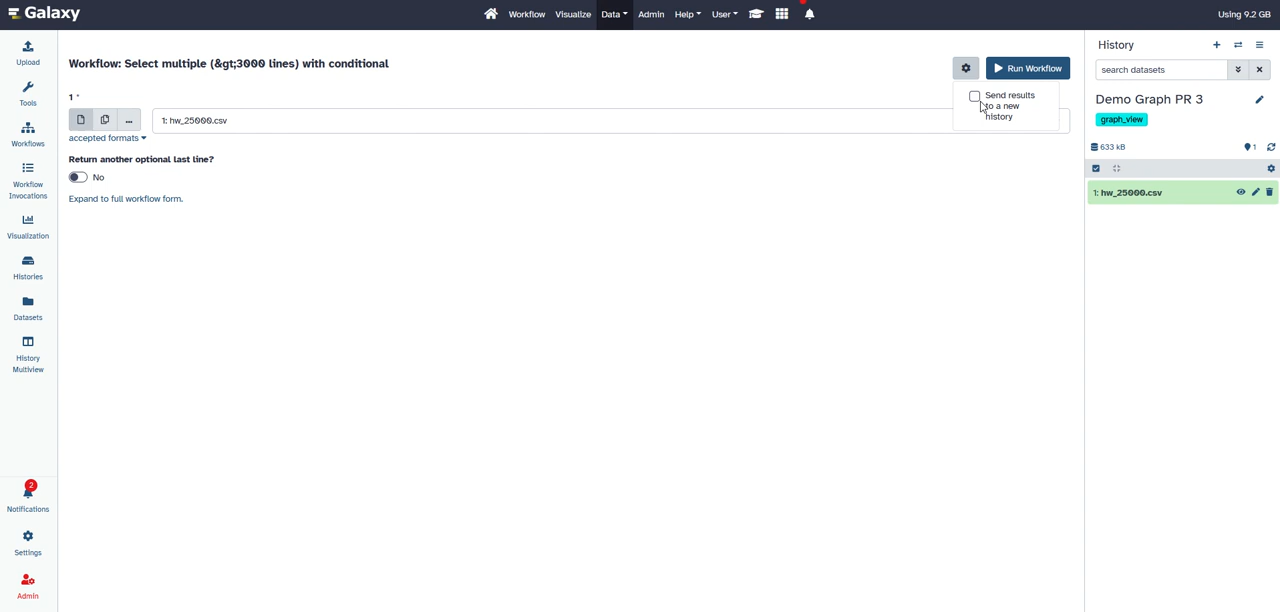 Galaxy
Workflow Visualize Data Admin Help User Using 9.2 GB
Upload
Tools
Workflows
Workflow
Invocations
Visualization
Histories
Datasets
History
Multiview
2
Notifications
Settings
Admin
Workflow: Select multiple (&gt;3000 lines) with conditional
Run Workflow
Send results
to a new
history
1 *
...
1: hw_25000.csv
accepted formats
Return another optional last line?
No
Expand to full workflow form.
History
search datasets
Demo Graph PR 3
graph_view
633 kB 1
1: hw_25000.csv